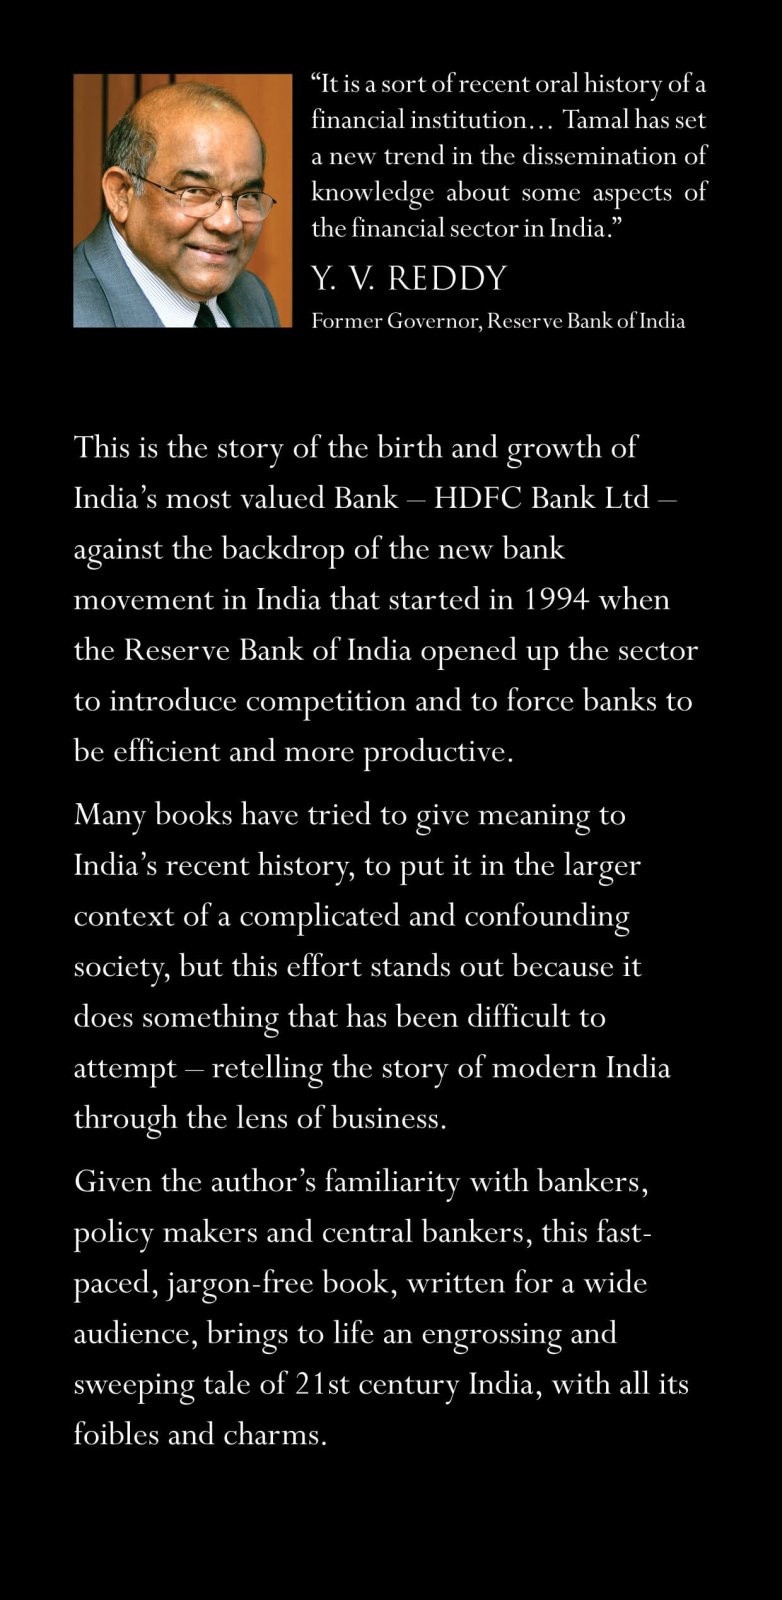 “It is a sort of recent oral history of a
financial institution… Tamal has set
a new trend in the dissemination of
knowledge about some aspects of
the financial sector in India.”
Y. V. REDDY
Former Governor, Reserve Bank of India
This is the story of the birth and growth of
India’s most valued Bank – HDFC Bank Ltd –
against the backdrop of the new bank
movement in India that started in 1994 when
the Reserve Bank of India opened up the sector
to introduce competition and to force banks to
be efficient and more productive.
Many books have tried to give meaning to
India’s recent history, to put it in the larger
context of a complicated and confounding
society, but this effort stands out because it
does something that has been difficult to
attempt – retelling the story of modern India
through the lens of business.
Given the author’s familiarity with bankers,
policy makers and central bankers, this fast-
paced, jargon-free book, written for a wide
audience, brings to life an engrossing and
sweeping tale of 21st century India, with all its
foibles and charms.